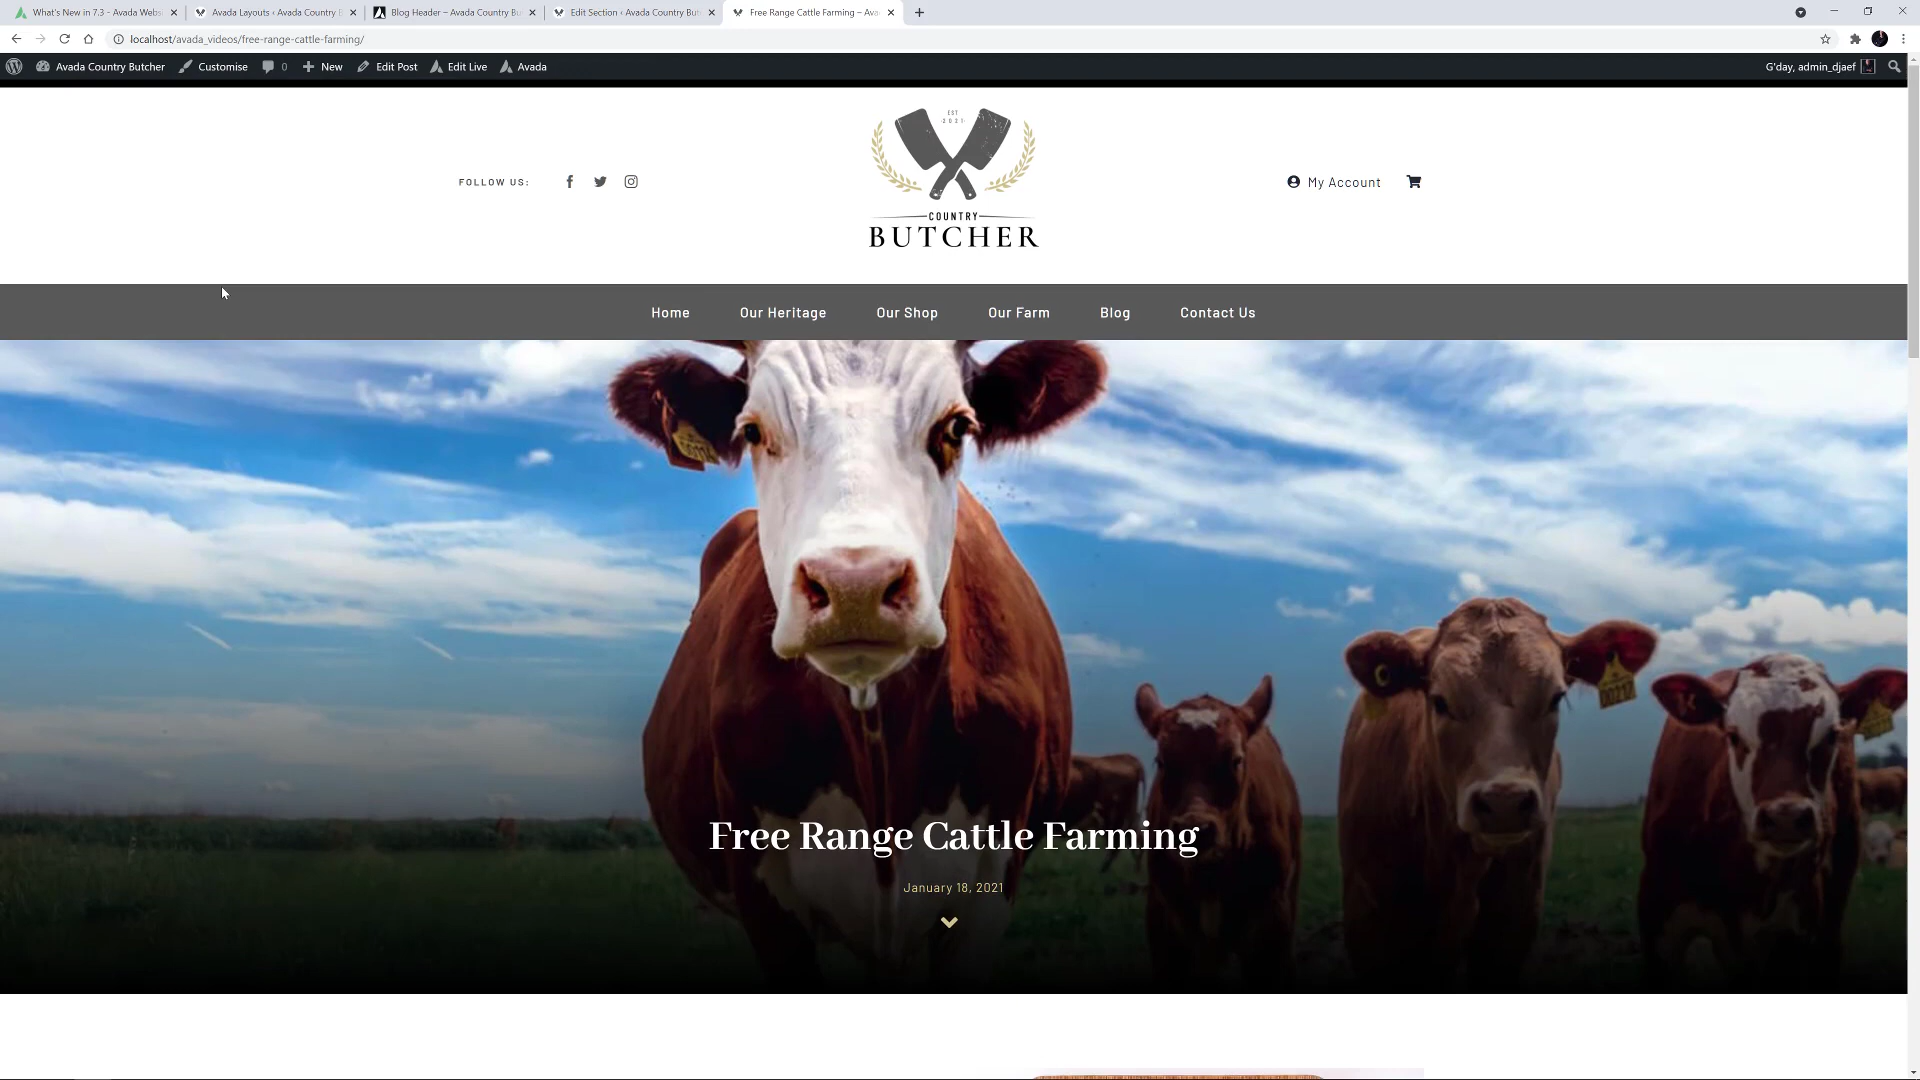 What's New in 7.3 - Avada Websi
Avada Layouts ‹ Avada Country B
Blog Header – Avada Country Bu
Edit Section ‹ Avada Country But
Free Range Cattle Farming – Ava
localhost/avada_videos/free-range-cattle-farming/
Avada Country Butcher
Customise
0
New
Edit Post
Edit Live
Avada
G'day, admin_djaef
EST
2021
COUNTRY
BUTCHER
FOLLOW US:
My Account
Home
Our Heritage
Our Shop
Our Farm
Blog
Contact Us
Free Range Cattle Farming
January 18, 2021